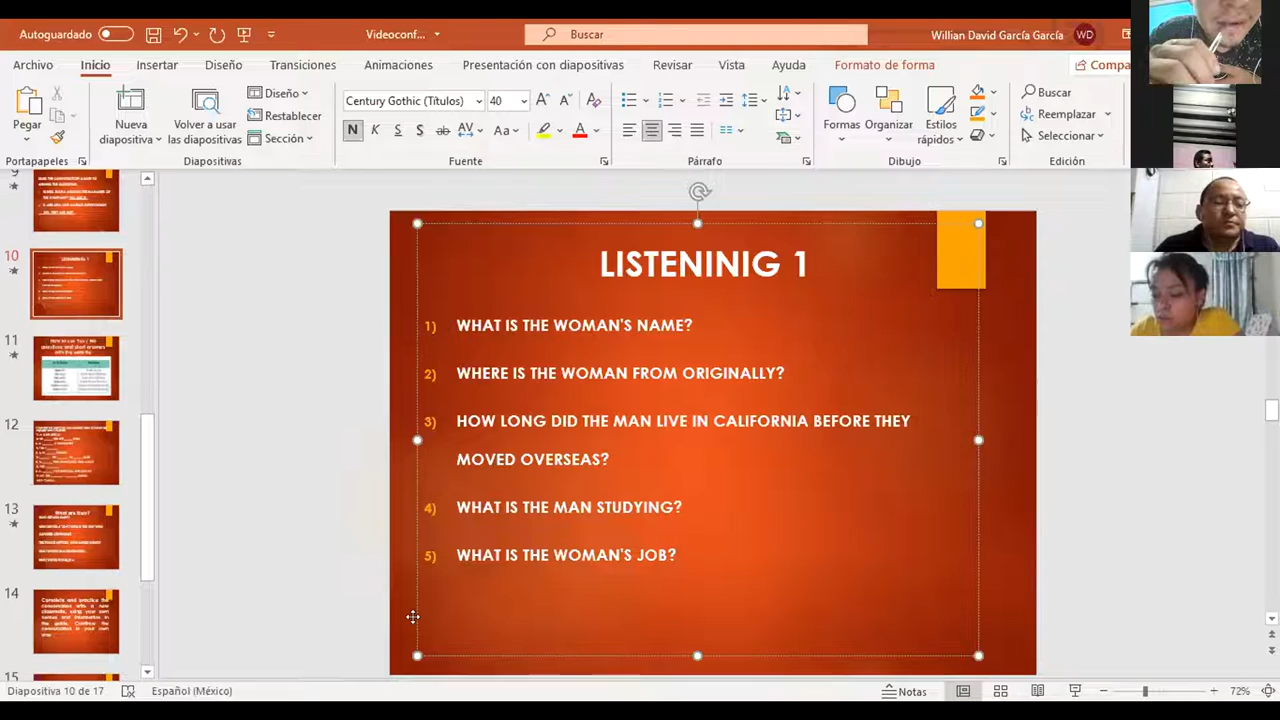 Autoguardado
Videoconf...
Buscar
Willian David García García
WD
Archivo Inicio Insertar Diseño Transiciones Animaciones Presentación con diapositivas Revisar Vista Ayuda Formato de forma Compa
Pegar
Portapapeles
Nueva diapositiva
Volver a usar las diapositivas
Diseño
Restablecer
Sección
Diapositivas
Century Gothic (Títulos) 40
N K S S ab AV Aa A
Fuente
Párrafo
Formas
Organizar
Estilos rápidos
Dibujo
Buscar
Reemplazar
Seleccionar
Edición
9
10
11
12
13
14
15
LISTENINIG 1
1) WHAT IS THE WOMAN'S NAME?
2) WHERE IS THE WOMAN FROM ORIGINALLY?
3) HOW LONG DID THE MAN LIVE IN CALIFORNIA BEFORE THEY
MOVED OVERSEAS?
4) WHAT IS THE MAN STUDYING?
5) WHAT IS THE WOMAN'S JOB?
Diapositiva 10 de 17
Español (México)
Notas
72%